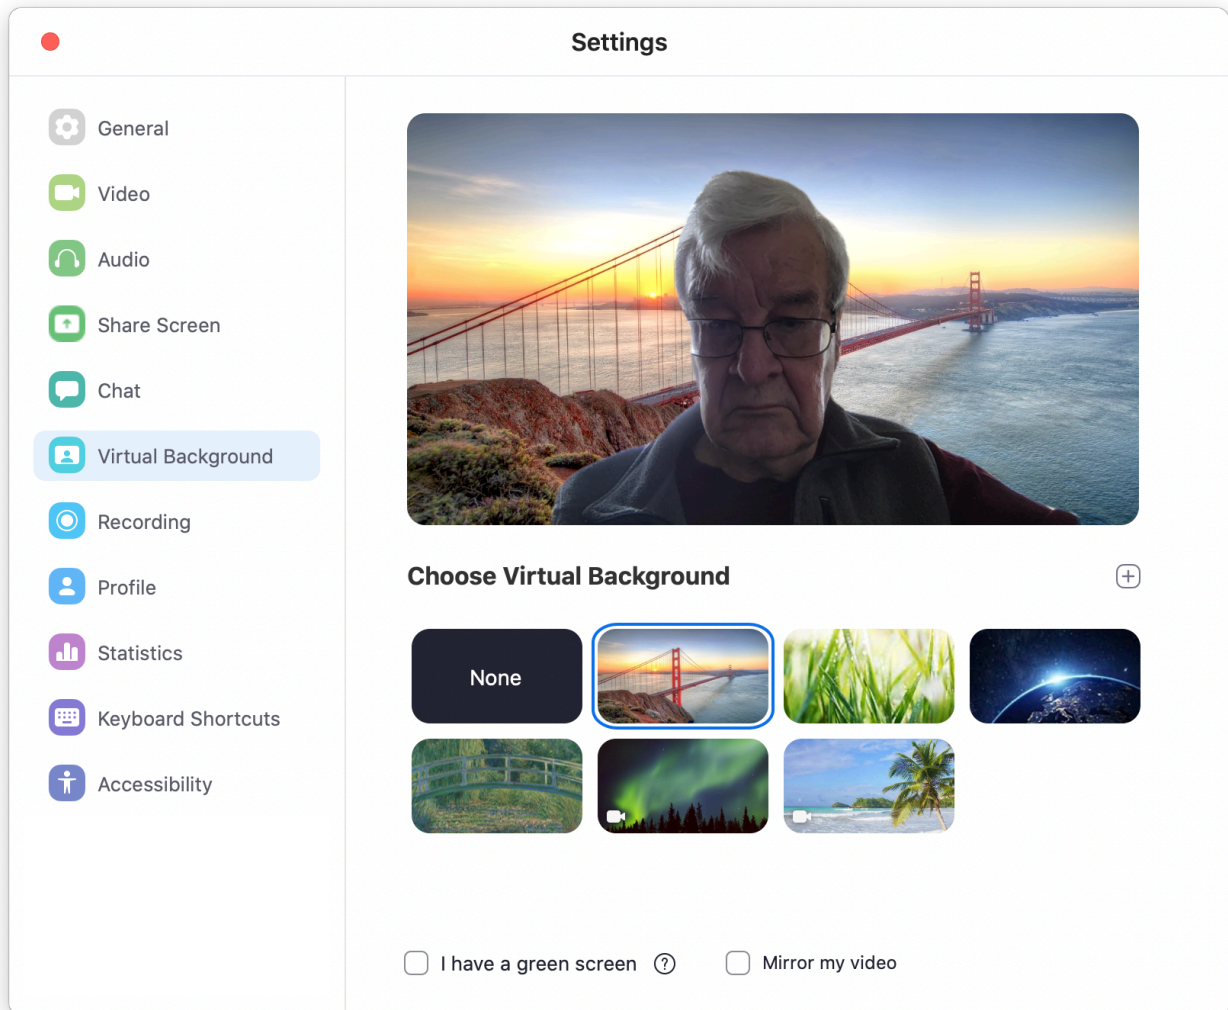 Settings
General
Video
Audio
Share Screen
Chat
Virtual Background
Recording
Profile
Statistics
Keyboard Shortcuts
Accessibility
Choose Virtual Background
None
I have a green screen
Mirror my video